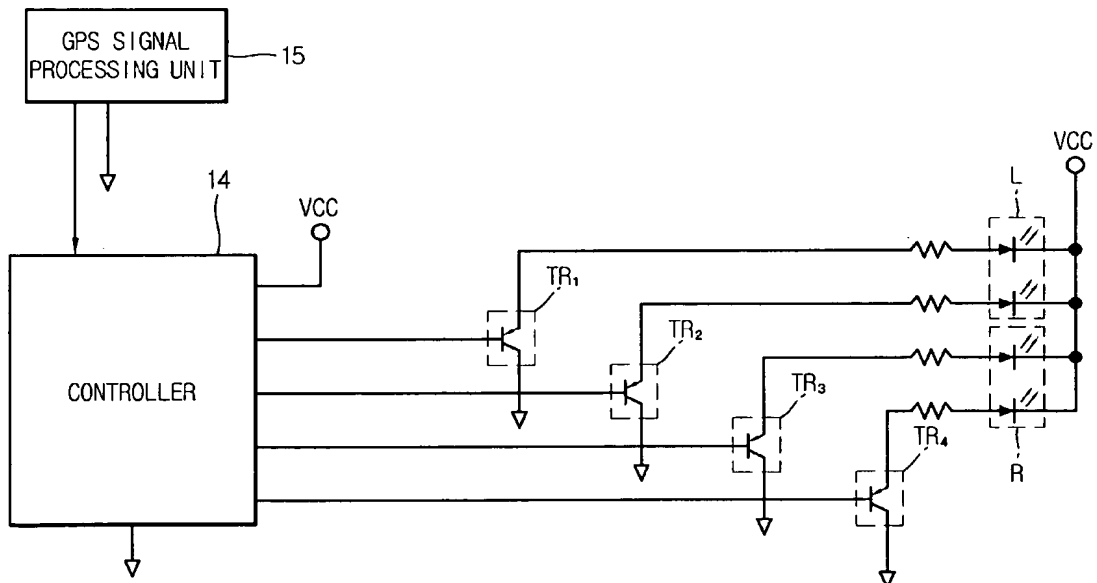 GPS SIGNAL
PROCESSING UNIT
15
14
VCC
VCC
L
TR₁
TR₂
TR₃
CONTROLLER
TR₄
R